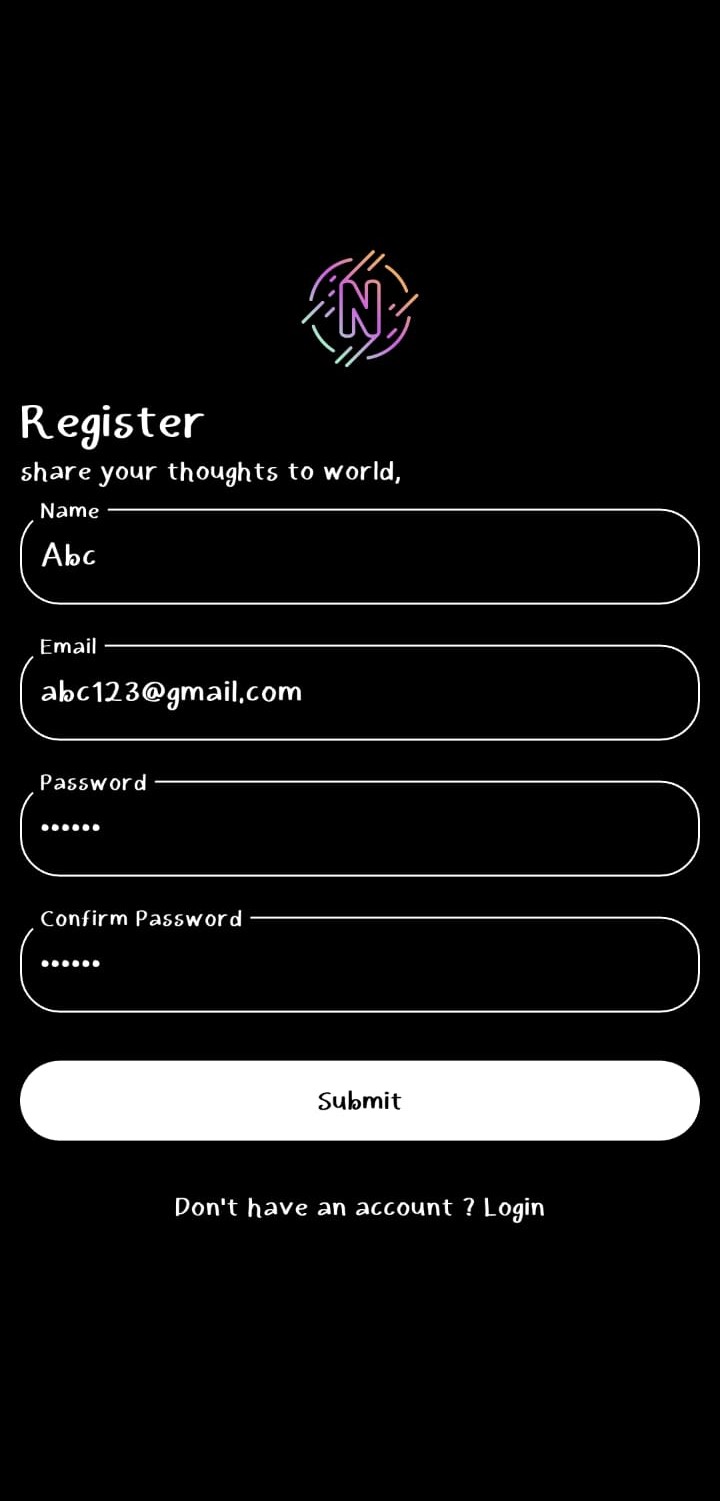 N
Register
share your thoughts to world,
Name
Abc
Email
abc123@gmail.com
Password
••••••
Confirm Password
••••••
Submit
Don't have an account ? Login